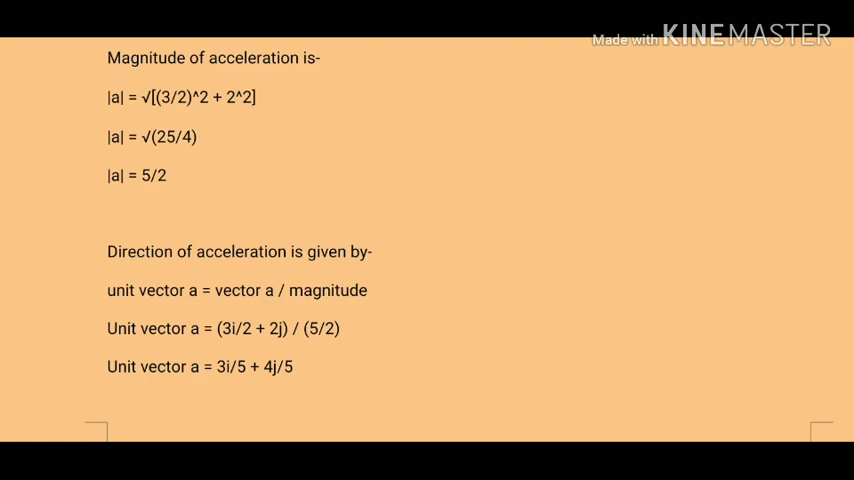 Made with KINEMASTER
Magnitude of acceleration is-
|a| = √[(3/2)^2 + 2^2]
|a| = √(25/4)
|a| = 5/2
Direction of acceleration is given by-
unit vector a = vector a / magnitude
Unit vector a = (3i/2 + 2j) / (5/2)
Unit vector a = 3i/5 + 4j/5